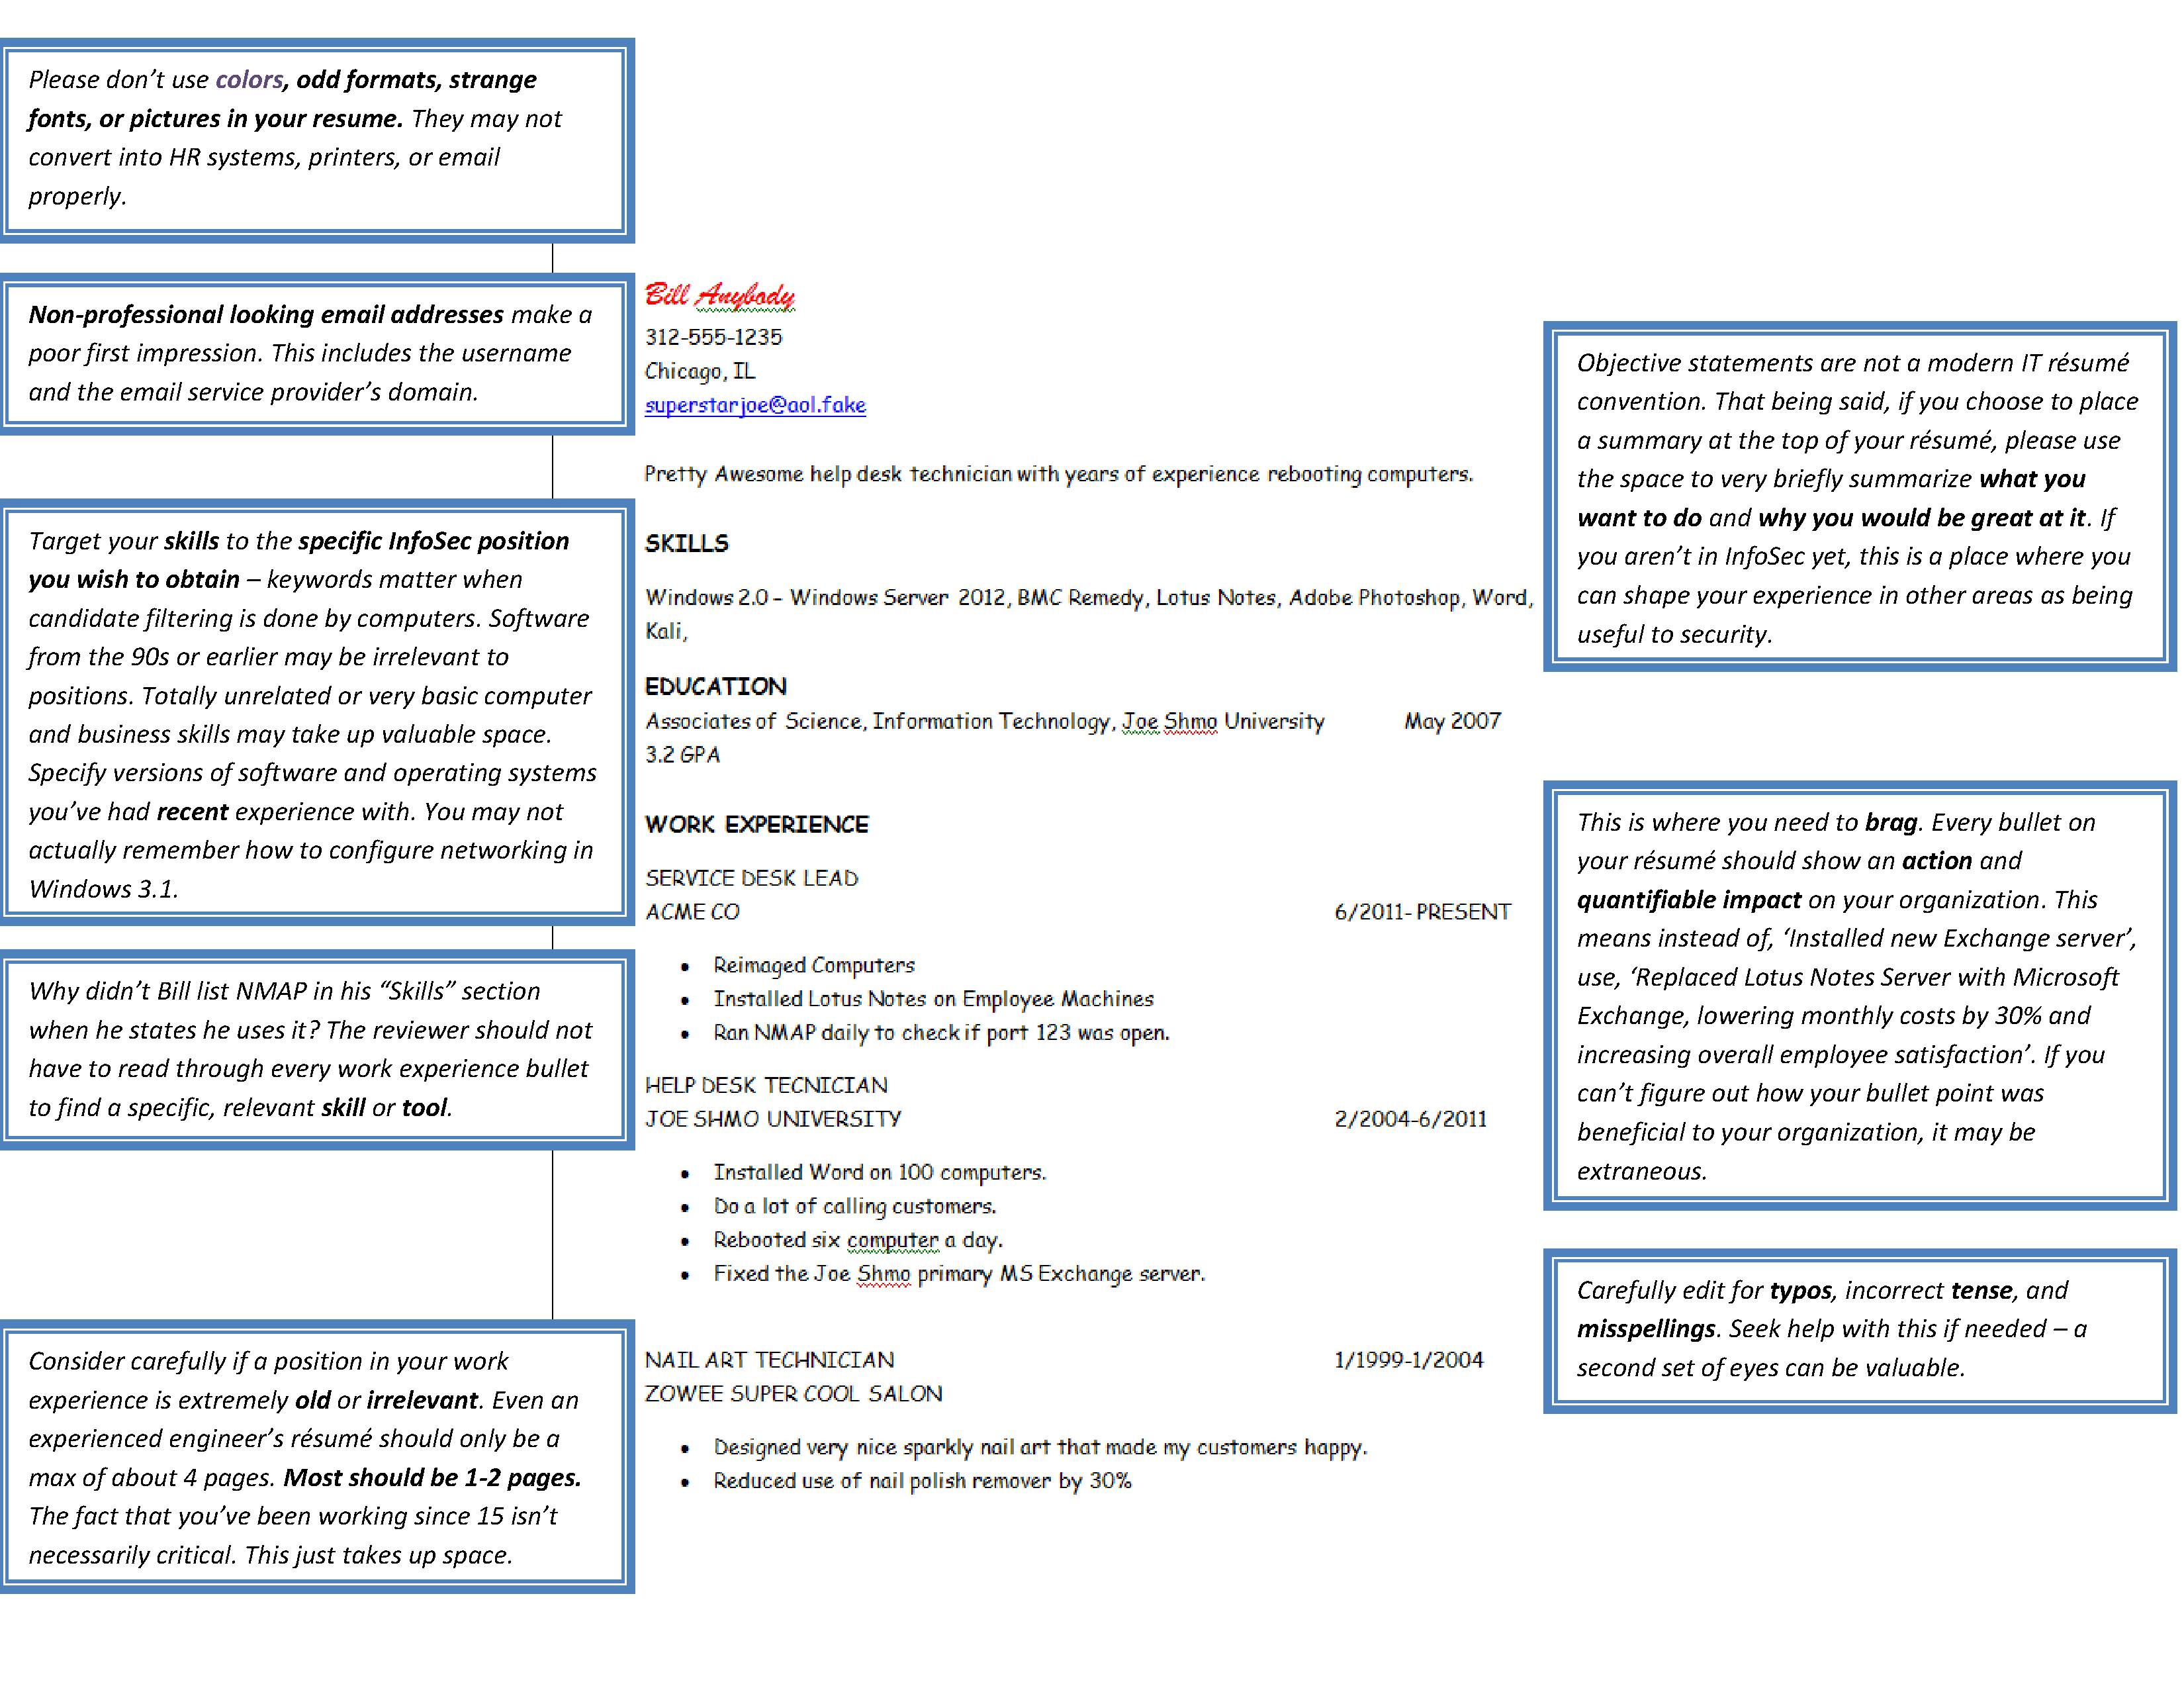 Please don’t use colors, odd formats, strange
fonts, or pictures in your resume. They may not
convert into HR systems, printers, or email
properly.
Non-professional looking email addresses make a
poor first impression. This includes the username
and the email service provider’s domain.
Target your skills to the specific InfoSec position
you wish to obtain – keywords matter when
candidate filtering is done by computers. Software
from the 90s or earlier may be irrelevant to
positions. Totally unrelated or very basic computer
and business skills may take up valuable space.
Specify versions of software and operating systems
you’ve had recent experience with. You may not
actually remember how to configure networking in
Windows 3.1.
Why didn’t Bill list NMAP in his “Skills” section
when he states he uses it? The reviewer should not
have to read through every work experience bullet
to find a specific, relevant skill or tool.
Consider carefully if a position in your work
experience is extremely old or irrelevant. Even an
experienced engineer’s résumé should only be a
max of about 4 pages. Most should be 1-2 pages.
The fact that you’ve been working since 15 isn’t
necessarily critical. This just takes up space.
Bill Anybody
312-555-1235
Chicago, IL
superstarjoe@aol.fake
Pretty Awesome help desk technician with years of experience rebooting computers.
SKILLS
Windows 2.0 – Windows Server 2012, BMC Remedy, Lotus Notes, Adobe Photoshop, Word,
Kali,
EDUCATION
Associates of Science, Information Technology, Joe Shmo University May 2007
3.2 GPA
WORK EXPERIENCE
SERVICE DESK LEAD
ACME CO 6/2011- PRESENT
• Reimaged Computers
• Installed Lotus Notes on Employee Machines
• Ran NMAP daily to check if port 123 was open.
HELP DESK TECNICIAN
JOE SHMO UNIVERSITY 2/2004-6/2011
• Installed Word on 100 computers.
• Do a lot of calling customers.
• Rebooted six computer a day.
• Fixed the Joe Shmo primary MS Exchange server.
NAIL ART TECHNICIAN 1/1999-1/2004
ZOWEE SUPER COOL SALON
• Designed very nice sparkly nail art that made my customers happy.
• Reduced use of nail polish remover by 30%
Objective statements are not a modern IT résumé
convention. That being said, if you choose to place
a summary at the top of your résumé, please use
the space to very briefly summarize what you
want to do and why you would be great at it. If
you aren’t in InfoSec yet, this is a place where you
can shape your experience in other areas as being
useful to security.
This is where you need to brag. Every bullet on
your résumé should show an action and
quantifiable impact on your organization. This
means instead of, ‘Installed new Exchange server’,
use, ‘Replaced Lotus Notes Server with Microsoft
Exchange, lowering monthly costs by 30% and
increasing overall employee satisfaction’. If you
can’t figure out how your bullet point was
beneficial to your organization, it may be
extraneous.
Carefully edit for typos, incorrect tense, and
misspellings. Seek help with this if needed – a
second set of eyes can be valuable.